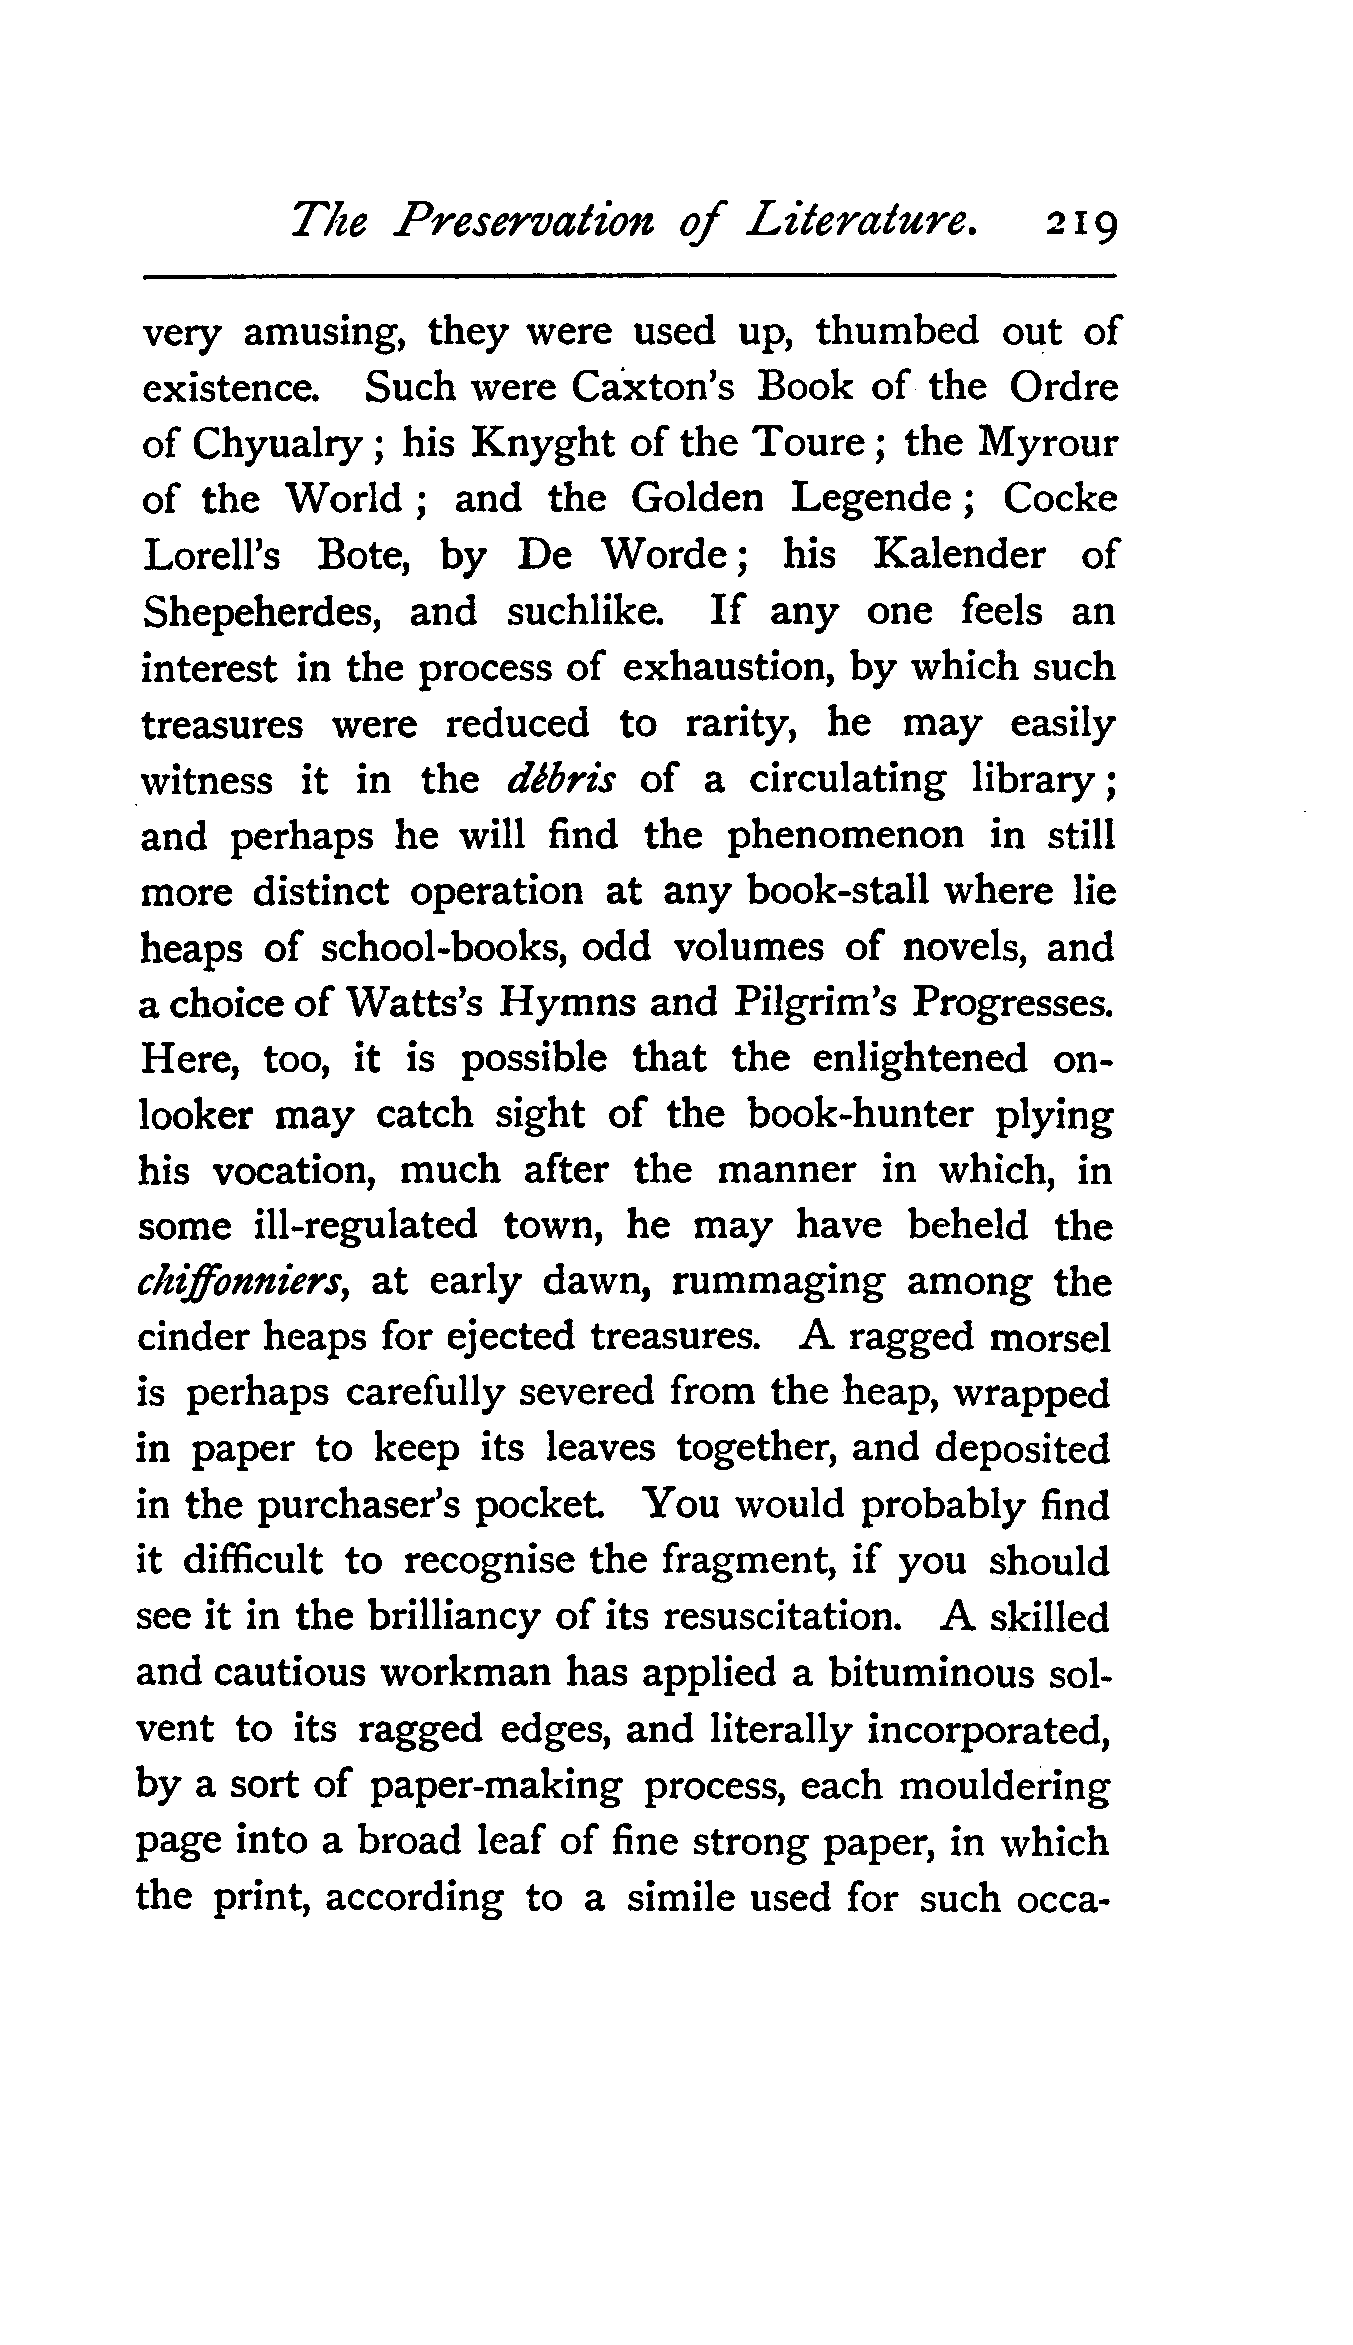 The Preservation of Literature. 219
very amusing, they were used up, thumbed out of
existence. Such were Caxton's Book of the Ordre
of Chyualry ; his Knyght of the Toure ; the Myrour
of the World ; and the Golden Legende ; Cocke
Lorell's Bote, by De Worde ; his Kalender of
Shepeherdes, and suchlike. If any one feels an
interest in the process of exhaustion, by which such
treasures were reduced to rarity, he may easily
witness it in the débris of a circulating library ;
and perhaps he will find the phenomenon in still
more distinct operation at any book-stall where lie
heaps of school-books, odd volumes of novels, and
a choice of Watts's Hymns and Pilgrim's Progresses.
Here, too, it is possible that the enlightened on-
looker may catch sight of the book-hunter plying
his vocation, much after the manner in which, in
some ill-regulated town, he may have beheld the
chiffonniers, at early dawn, rummaging among the
cinder heaps for ejected treasures. A ragged morsel
is perhaps carefully severed from the heap, wrapped
in paper to keep its leaves together, and deposited
in the purchaser's pocket. You would probably find
it difficult to recognise the fragment, if you should
see it in the brilliancy of its resuscitation. A skilled
and cautious workman has applied a bituminous sol-
vent to its ragged edges, and literally incorporated,
by a sort of paper-making process, each mouldering
page into a broad leaf of fine strong paper, in which
the print, according to a simile used for such occa-